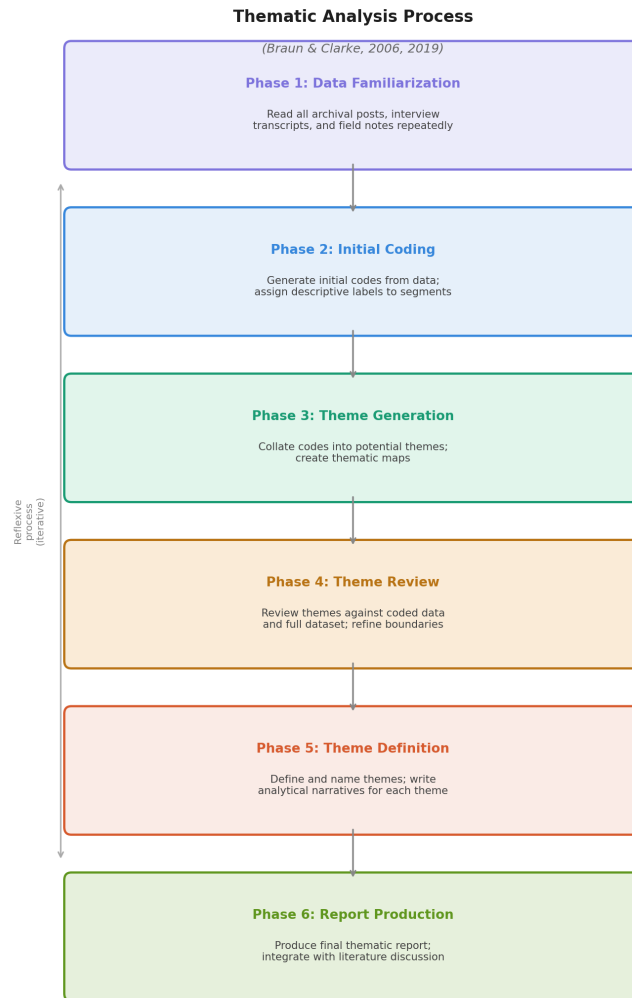 Thematic Analysis Process
(Braun & Clarke, 2006, 2019)
Phase 1: Data Familiarization
Read all archival posts, interview
transcripts, and field notes repeatedly
Phase 2: Initial Coding
Generate initial codes from data;
assign descriptive labels to segments
Phase 3: Theme Generation
Collate codes into potential themes;
create thematic maps
Reflexive
process
(iterative)
Phase 4: Theme Review
Review themes against coded data
and full dataset; refine boundaries
Phase 5: Theme Definition
Define and name themes; write
analytical narratives for each theme
Phase 6: Report Production
Produce final thematic report;
integrate with literature discussion